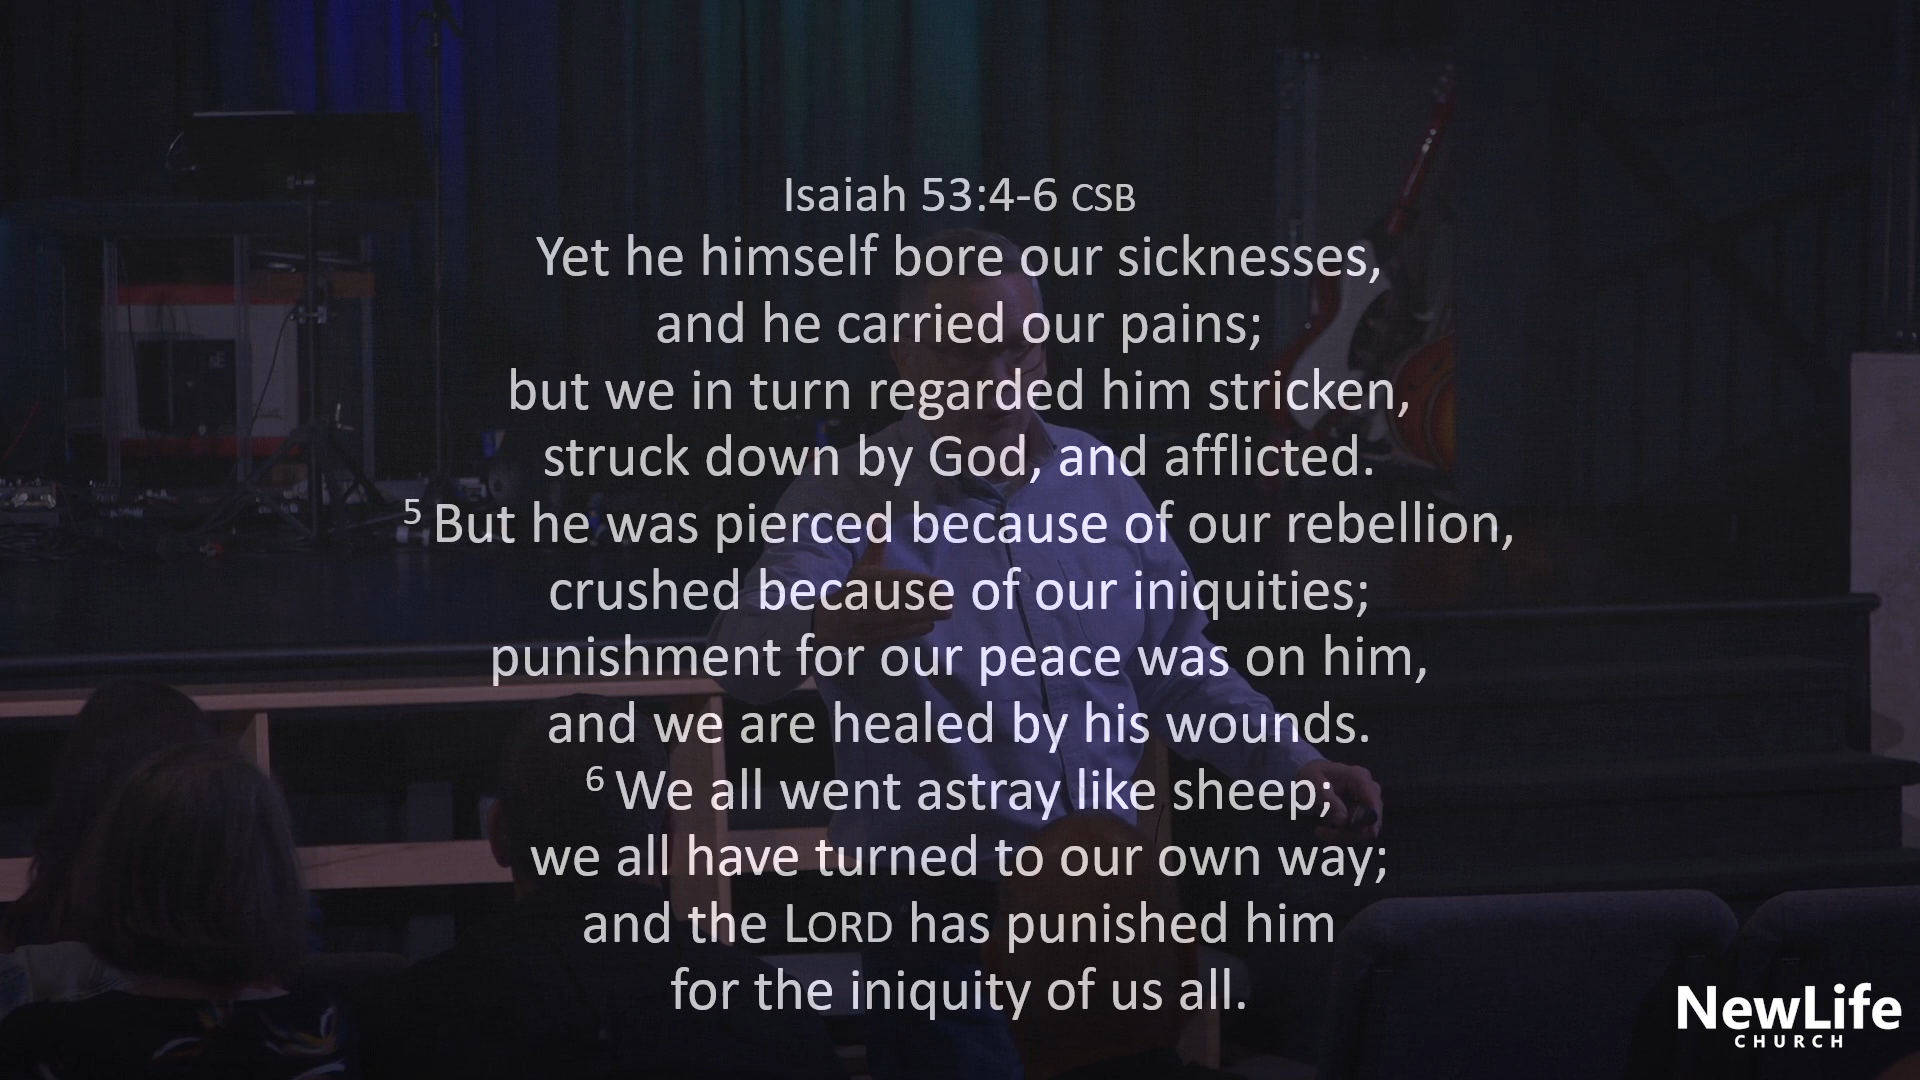 Isaiah 53:4-6 CSB
Yet he himself bore our sicknesses,
and he carried our pains;
but we in turn regarded him stricken,
struck down by God, and afflicted.
5 But he was pierced because of our rebellion,
crushed because of our iniquities;
punishment for our peace was on him,
and we are healed by his wounds.
6 We all went astray like sheep;
we all have turned to our own way;
and the LORD has punished him
for the iniquity of us all.
NewLife
CHURCH